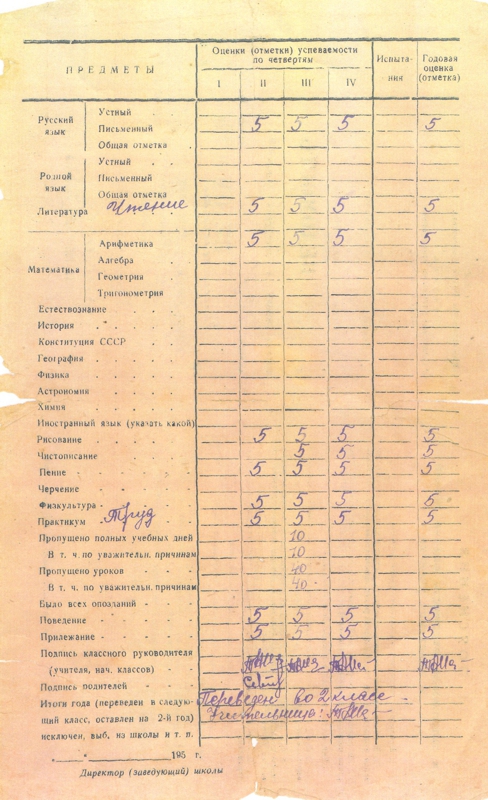 ПРЕДМЕТЫ Оценки (отметки) успеваемости по четвертям Испыта-ния Годовая оценка (отметка)
I II III IV
Русский язык
Устный
Письменный 5 5 5 5
Общая отметка
Родной язык
Устный
Письменный
Общая отметка
Литература Чтение 5 5 5 5
Математика
Арифметика 5 5 5 5
Алгебра
Геометрия
Тригонометрия
Естествознание
История
Конституция СССР
География
Физика
Астрономия
Химия
Иностранный язык (указать какой)
Рисование 5 5 5 5
Чистописание 5 5 5
Пение 5 5 5 5
Черчение
Физкультура 5 5 5 5
Практикум Труд 5 5 5 5
Пропущено полных учебных дней 10
В т. ч. по уважительн. причинам 10
Пропущено уроков 40
В т. ч. по уважительн. причинам 40
Было всех опозданий
Поведение 5 5 5 5
Прилежание 5 5 5 5
Подпись классного руководителя
(учителя, нач. классов)
Подпись родителей
Итоги года (переведен в следую- Переведен во 2 класс.
щий класс, оставлен на 2-й год) Учительница:
исключен, выб. из школы и т. п.
"  " 195 г.
Директор (заведующий) школы